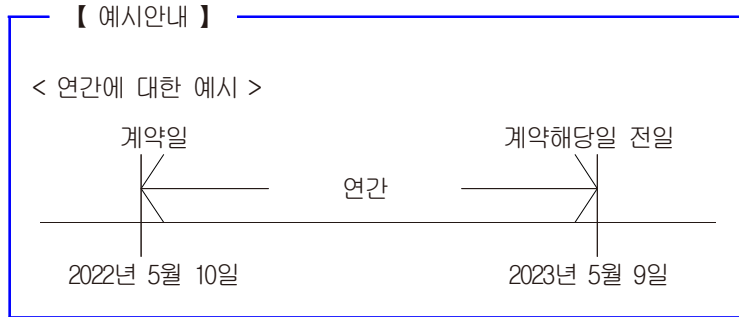 【 예시안내 】
< 연간에 대한 예시 >
계약일 계약해당일 전일
연간
2022년 5월 10일 2023년 5월 9일